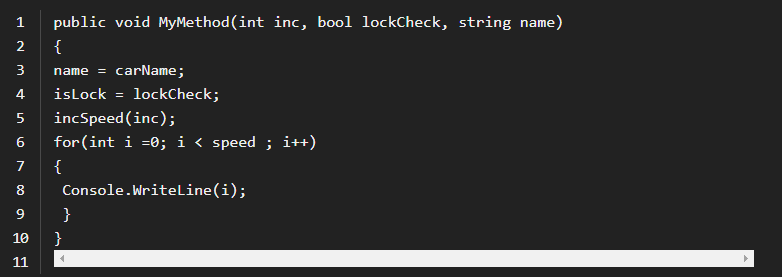 1 public void MyMethod(int inc, bool lockCheck, string name)
2 {
3 name = carName;
4 isLock = lockCheck;
5 incSpeed(inc);
6 for(int i =0; i < speed ; i++)
7 {
8  Console.WriteLine(i);
9  }
10 }
11